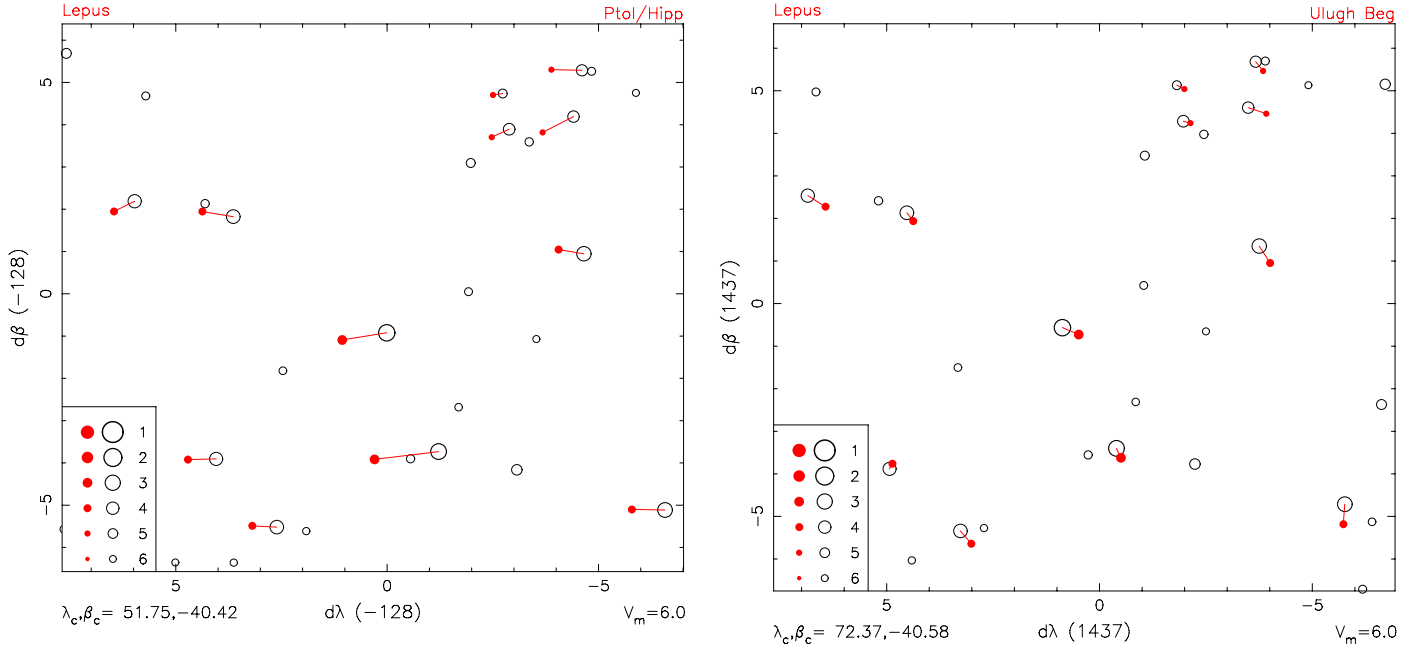 Lepus
Ptol/Hipp
5
0
-5
dβ (-128)
1
2
3
4
5
6
5
0
-5
λc,βc= 51.75,-40.42
dλ (-128)
Vm=6.0
Lepus
Ulugh Beg
5
0
-5
dβ (1437)
1
2
3
4
5
6
5
0
-5
λc,βc= 72.37,-40.58
dλ (1437)
Vm=6.0